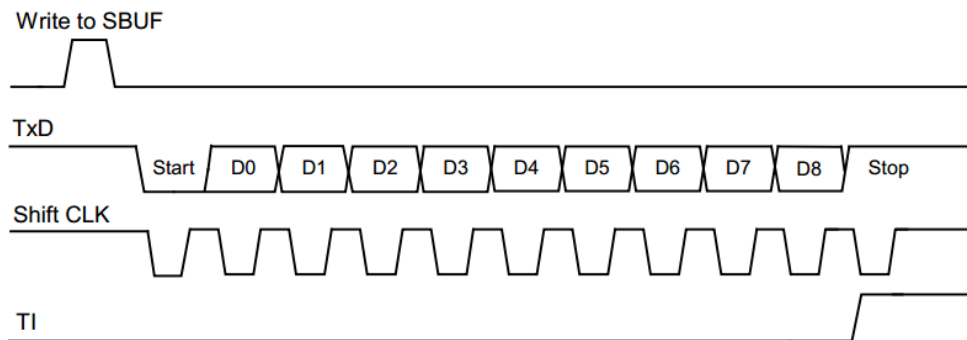 Write to SBUF
TxD
Start D0 D1 D2 D3 D4 D5 D6 D7 D8 Stop
Shift CLK
TI